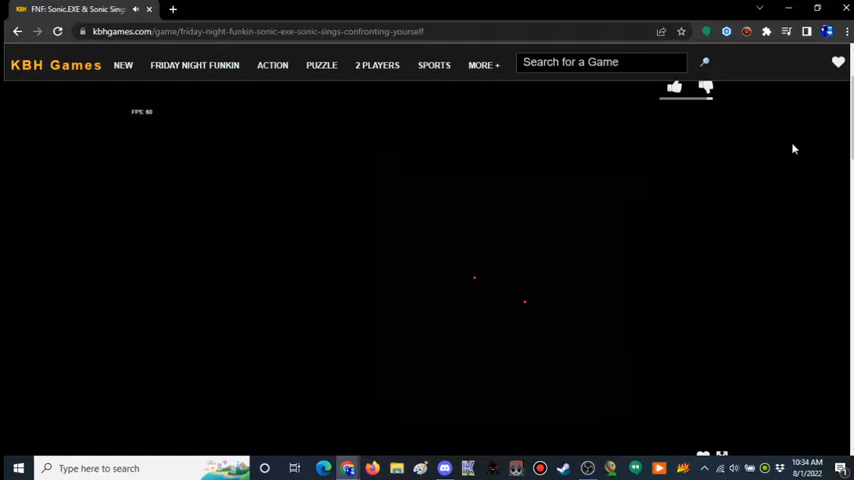 FNF: Sonic.EXE & Sonic Sings
kbhgames.com/game/friday-night-funkin-sonic-exe-sonic-sings-confronting-yourself
KBH Games NEW FRIDAY NIGHT FUNKIN ACTION PUZZLE 2 PLAYERS SPORTS MORE + Search for a Game
FPS: 60
Type here to search
10:34 AM
8/1/2022